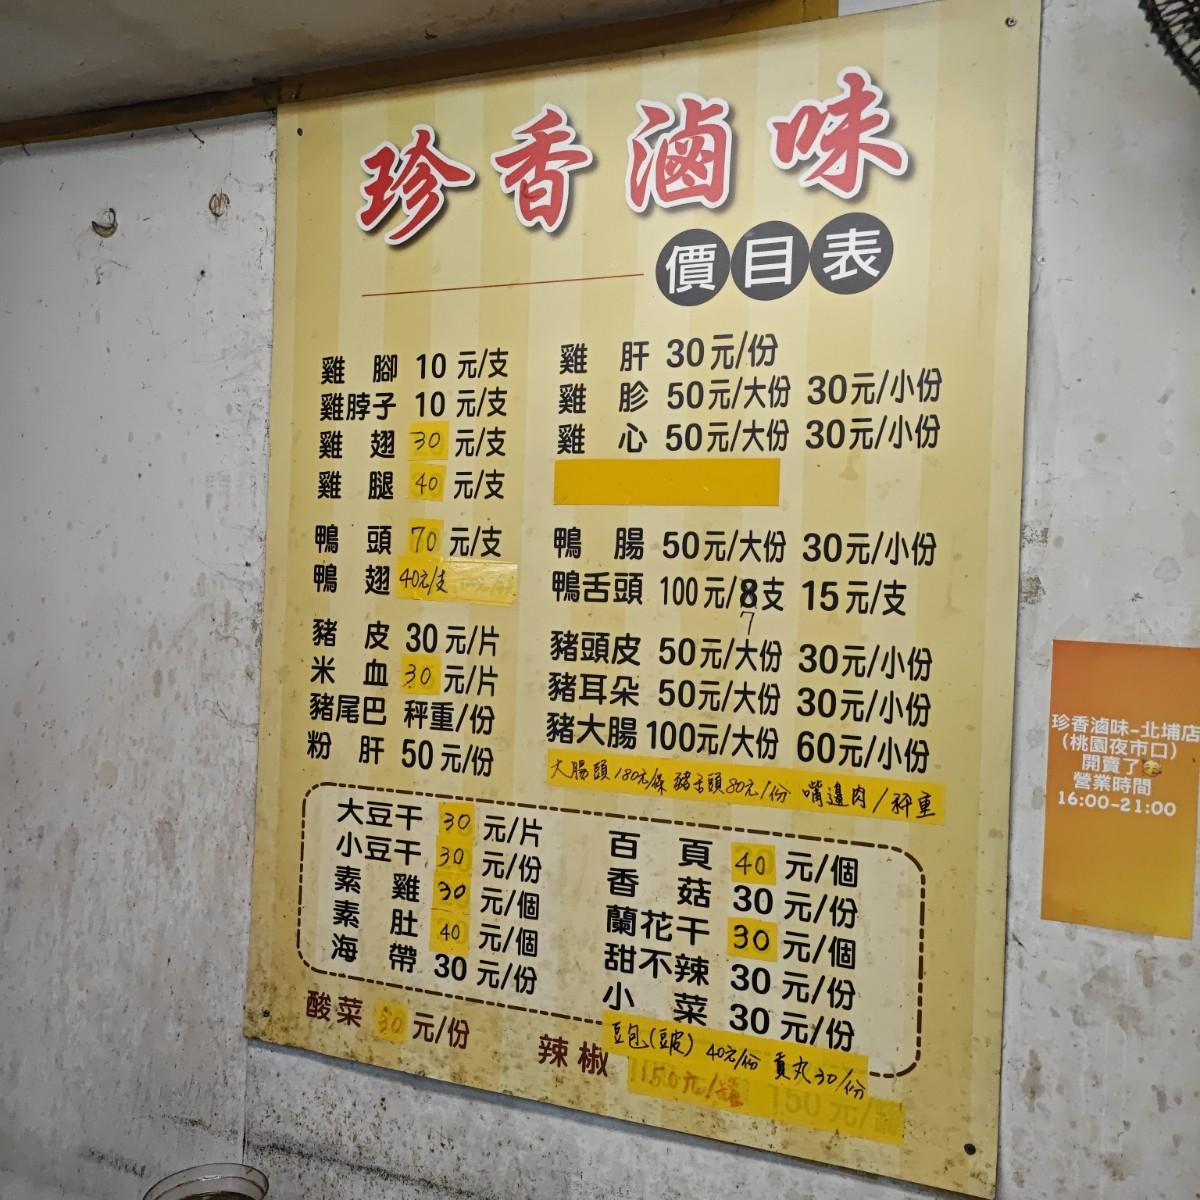 珍香滷味
價目表
雞腳 10 元/支
雞脖子 10 元/支
雞翅 30 元/支
雞腿 40 元/支
鴨頭 70 元/支
鴨翅 40元/支
豬皮 30 元/片
米血 30 元/片
豬尾巴 秤重/份
粉肝 50元/份
雞肝 30元/份
雞胗 50元/大份 30元/小份
雞心 50元/大份 30元/小份
鴨腸 50元/大份 30元/小份
鴨舌頭 100元/8支 15元/支
7
豬頭皮 50元/大份 30元/小份
豬耳朵 50元/大份 30元/小份
豬大腸 100元/大份 60元/小份
大腸頭180元/條 豬舌頭80元/份 嘴邊肉/秤重
大豆干 30 元/片
小豆干 30 元/份
素雞 30 元/個
素肚 40 元/個
海帶 30 元/份
百頁 40 元/個
香菇 30 元/份
蘭花干 30 元/個
甜不辣 30 元/份
小菜 30 元/份
豆包(豆皮) 40元/份 貢丸30/份
酸菜 30 元/份
辣椒 150元/罐
珍香滷味-北埔店
(桃園夜市口)
開賣了
營業時間
16:00-21:00